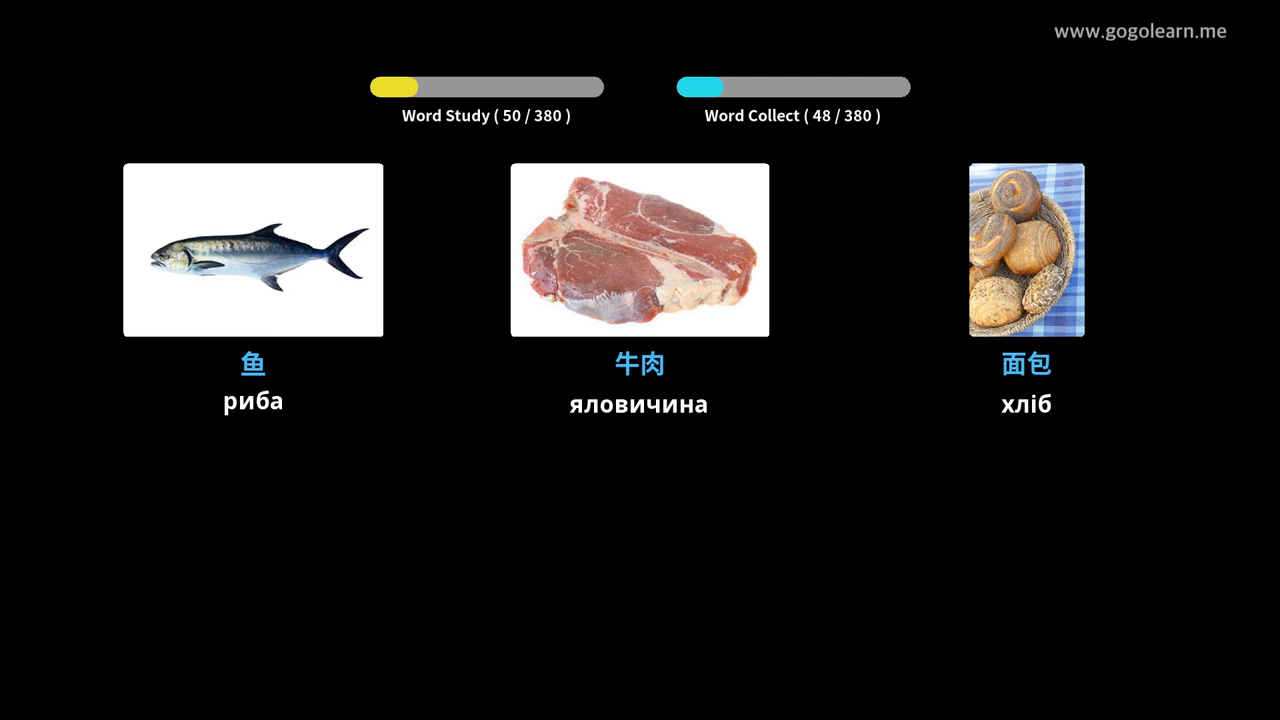 www.gogolearn.me
Word Study ( 50 / 380 )
Word Collect ( 48 / 380 )
鱼
риба
牛肉
яловичина
面包
хліб